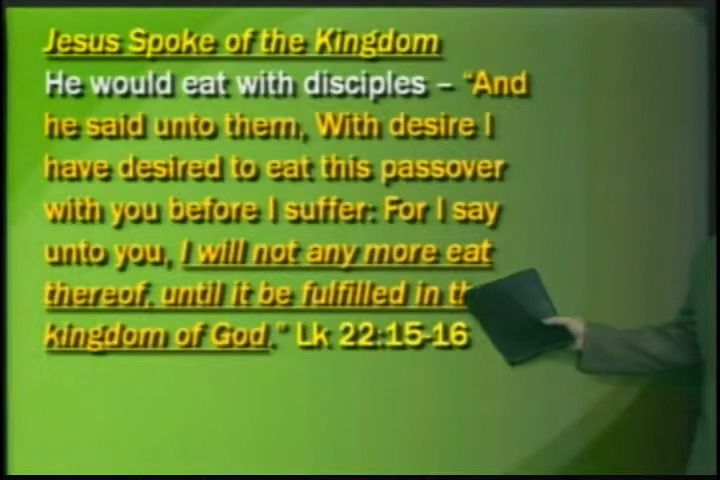 Jesus Spoke of the Kingdom
He would eat with disciples – “And
he said unto them, With desire I
have desired to eat this passover
with you before I suffer: For I say
unto you, I will not any more eat
thereof, until it be fulfilled in
kingdom of God.” Lk 22:15-16